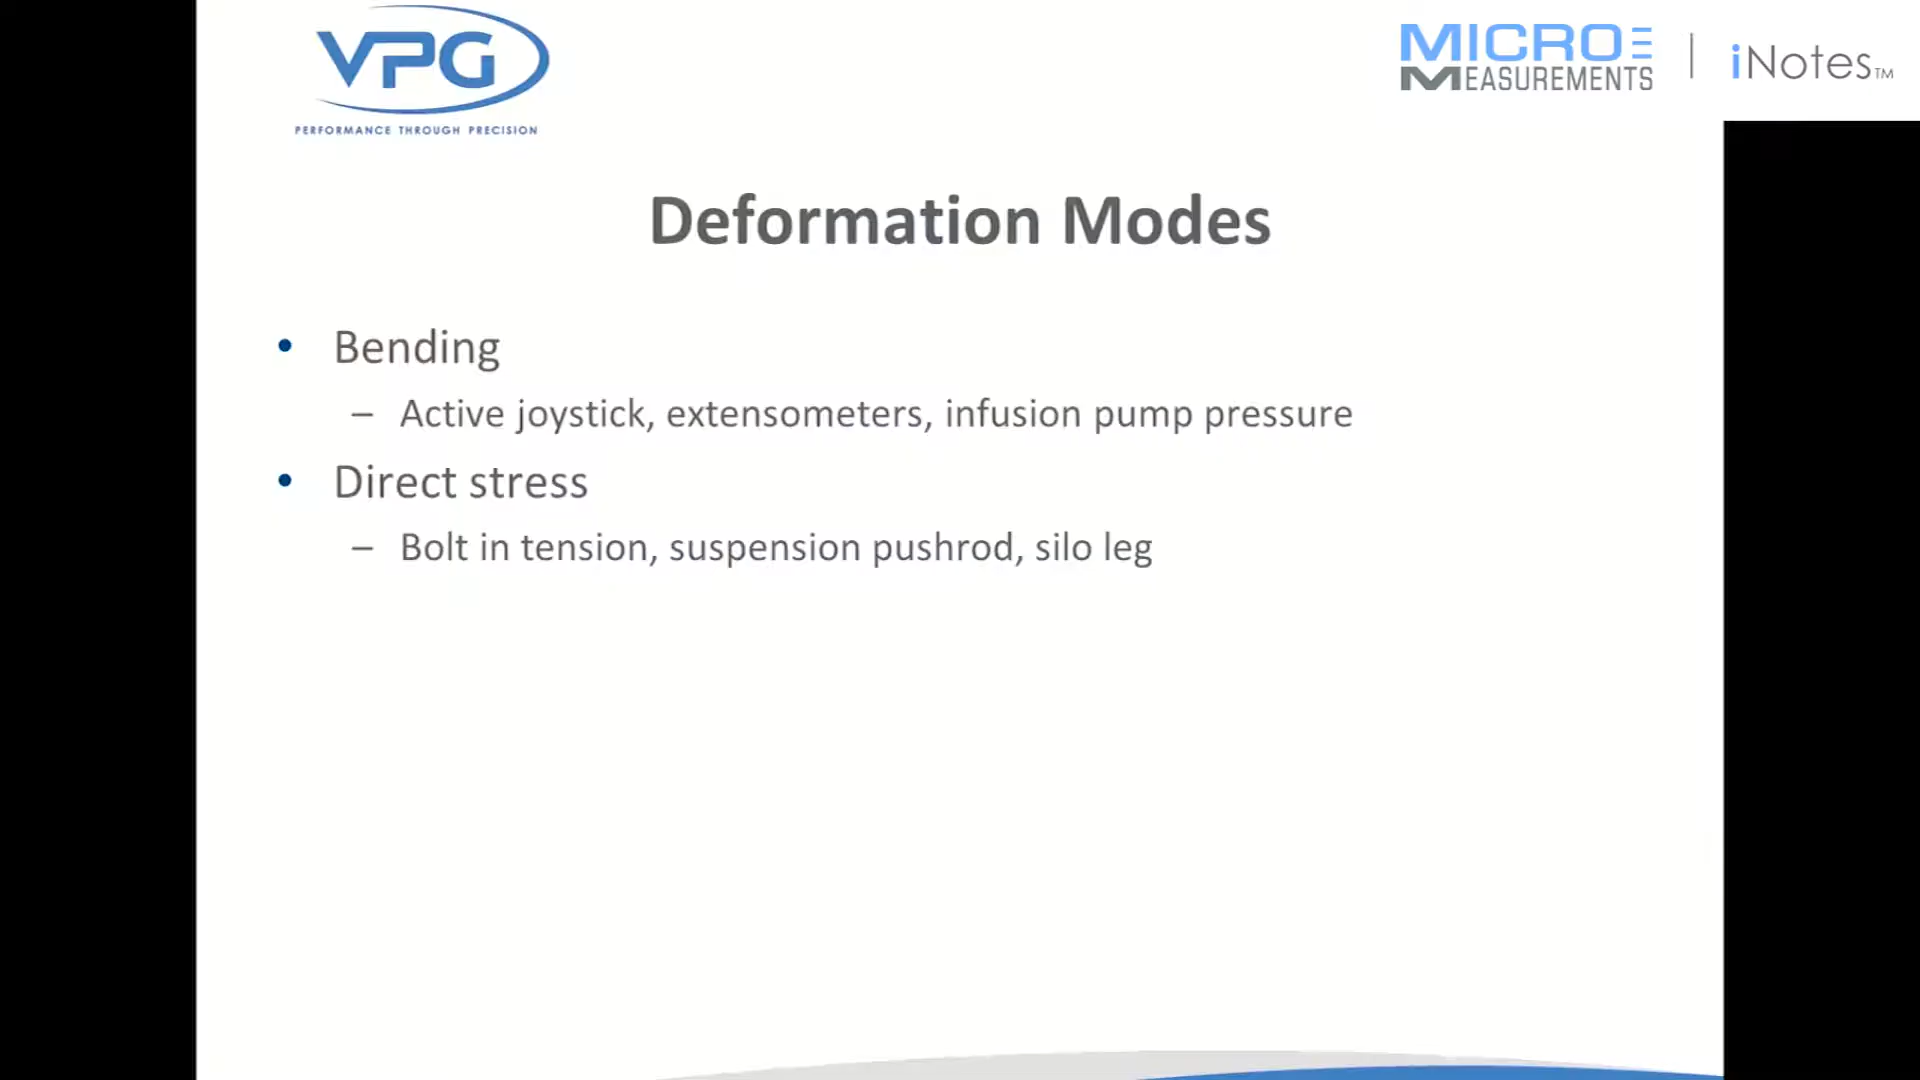 VPG
PERFORMANCE THROUGH PRECISION
MICRO
MEASUREMENTS
iNotes™
Deformation Modes
• Bending
– Active joystick, extensometers, infusion pump pressure
• Direct stress
– Bolt in tension, suspension pushrod, silo leg